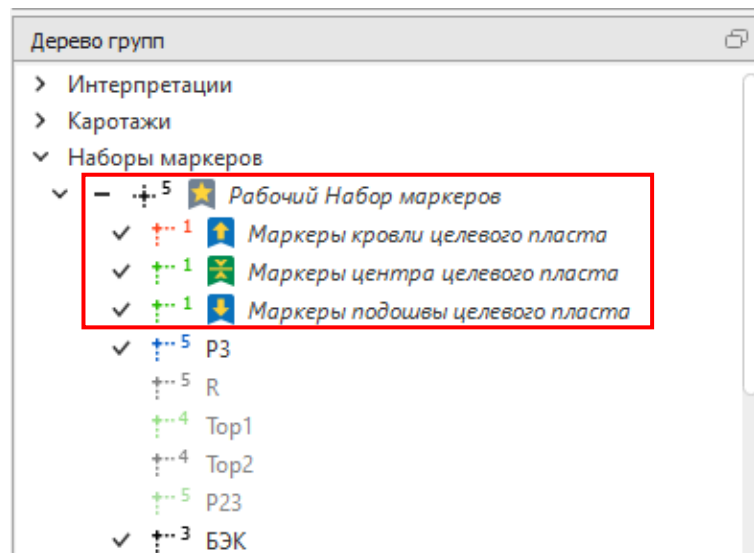 Дерево групп
Интерпретации
Каротажи
Наборы маркеров
5 Рабочий Набор маркеров
1 Маркеры кровли целевого пласта
1 Маркеры центра целевого пласта
1 Маркеры подошвы целевого пласта
5 P3
5 R
4 Top1
4 Top2
5 P23
3 БЭК